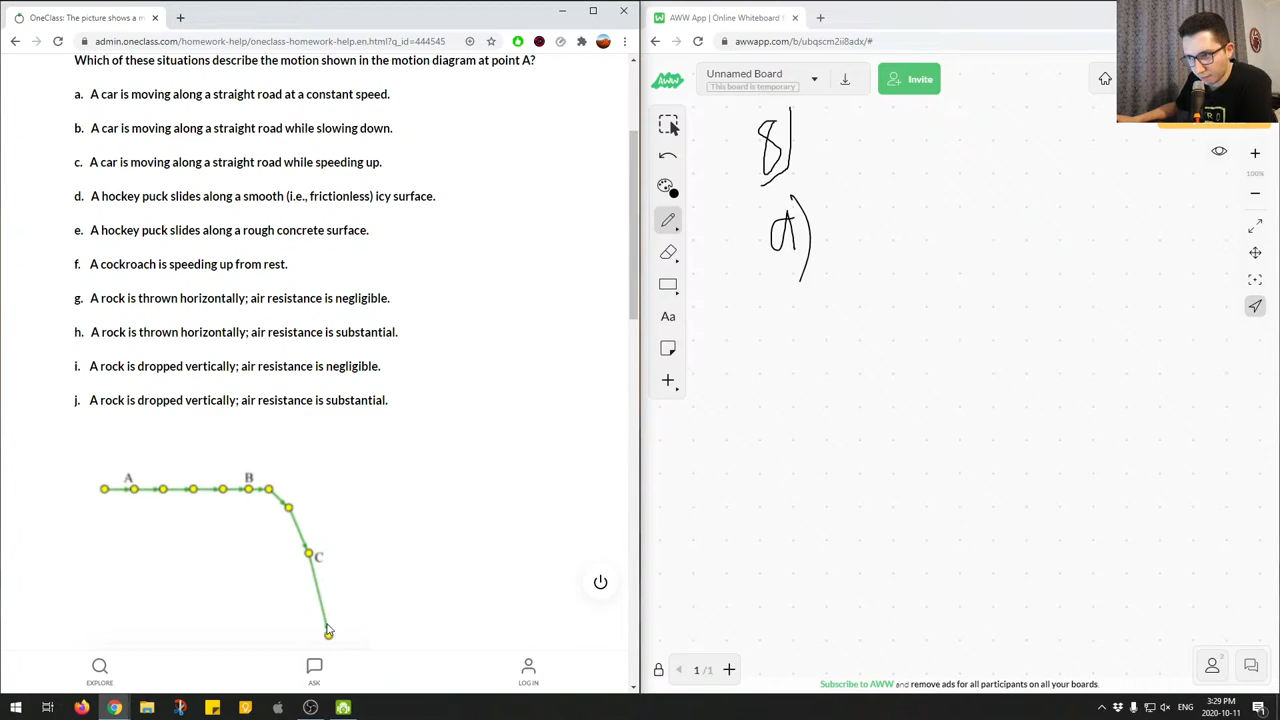 OneClass: The picture shows a m
AWW App | Online Whiteboard f
admin.oneclass.com/homework-help/oneclass-homework-help.en.html?q_id=444545
awwapp.com/b/ubqscm2ii8adx/#
Which of these situations describe the motion shown in the motion diagram at point A?
a. A car is moving along a straight road at a constant speed.
b. A car is moving along a straight road while slowing down.
c. A car is moving along a straight road while speeding up.
d. A hockey puck slides along a smooth (i.e., frictionless) icy surface.
e. A hockey puck slides along a rough concrete surface.
f. A cockroach is speeding up from rest.
g. A rock is thrown horizontally; air resistance is negligible.
h. A rock is thrown horizontally; air resistance is substantial.
i. A rock is dropped vertically; air resistance is negligible.
j. A rock is dropped vertically; air resistance is substantial.
A
B
C
EXPLORE
ASK
LOG IN
Unnamed Board
This board is temporary
Invite
Aa
100%
1 / 1
Subscribe to AWW and remove ads for all participants on all your boards.
ENG
3:29 PM
2020-10-11